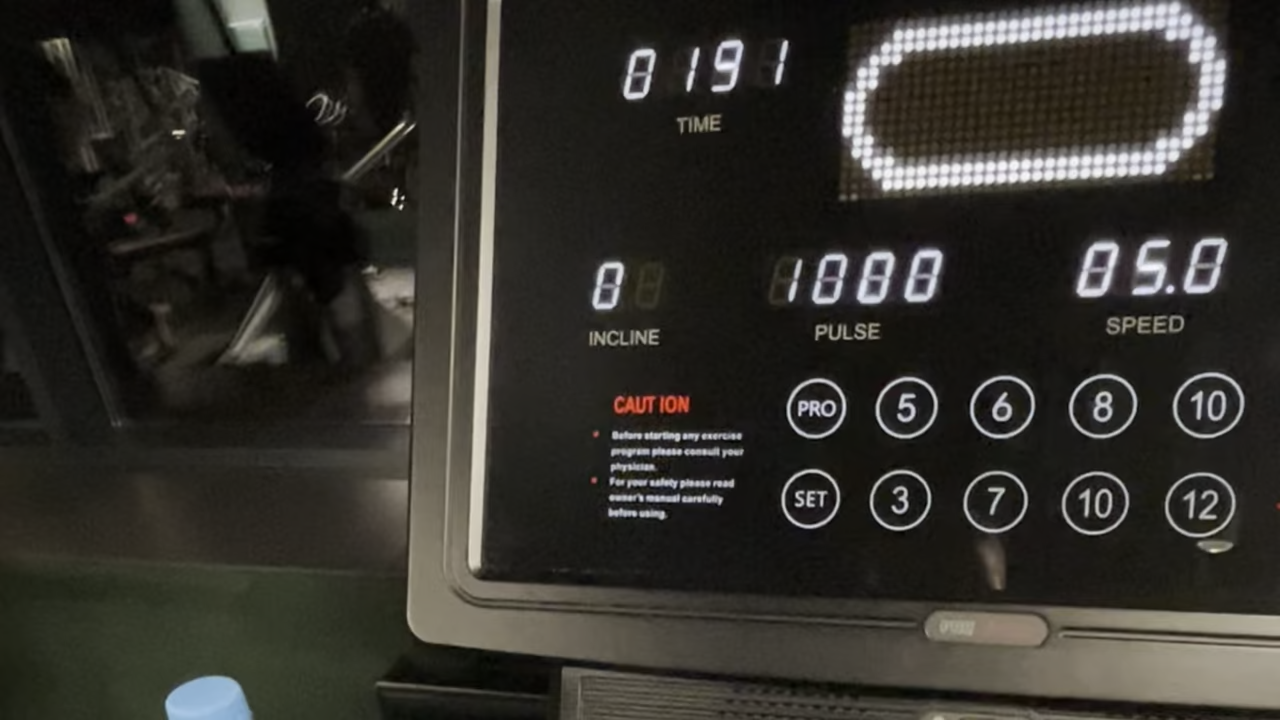 0191
TIME
0
1000
05.0
INCLINE
PULSE
SPEED
CAUT ION
Before starting any exercise
program please consult your
physician.
For your safety please read
owner's manual carefully
before using.
PRO 5 6 8 10
SET 3 7 10 12